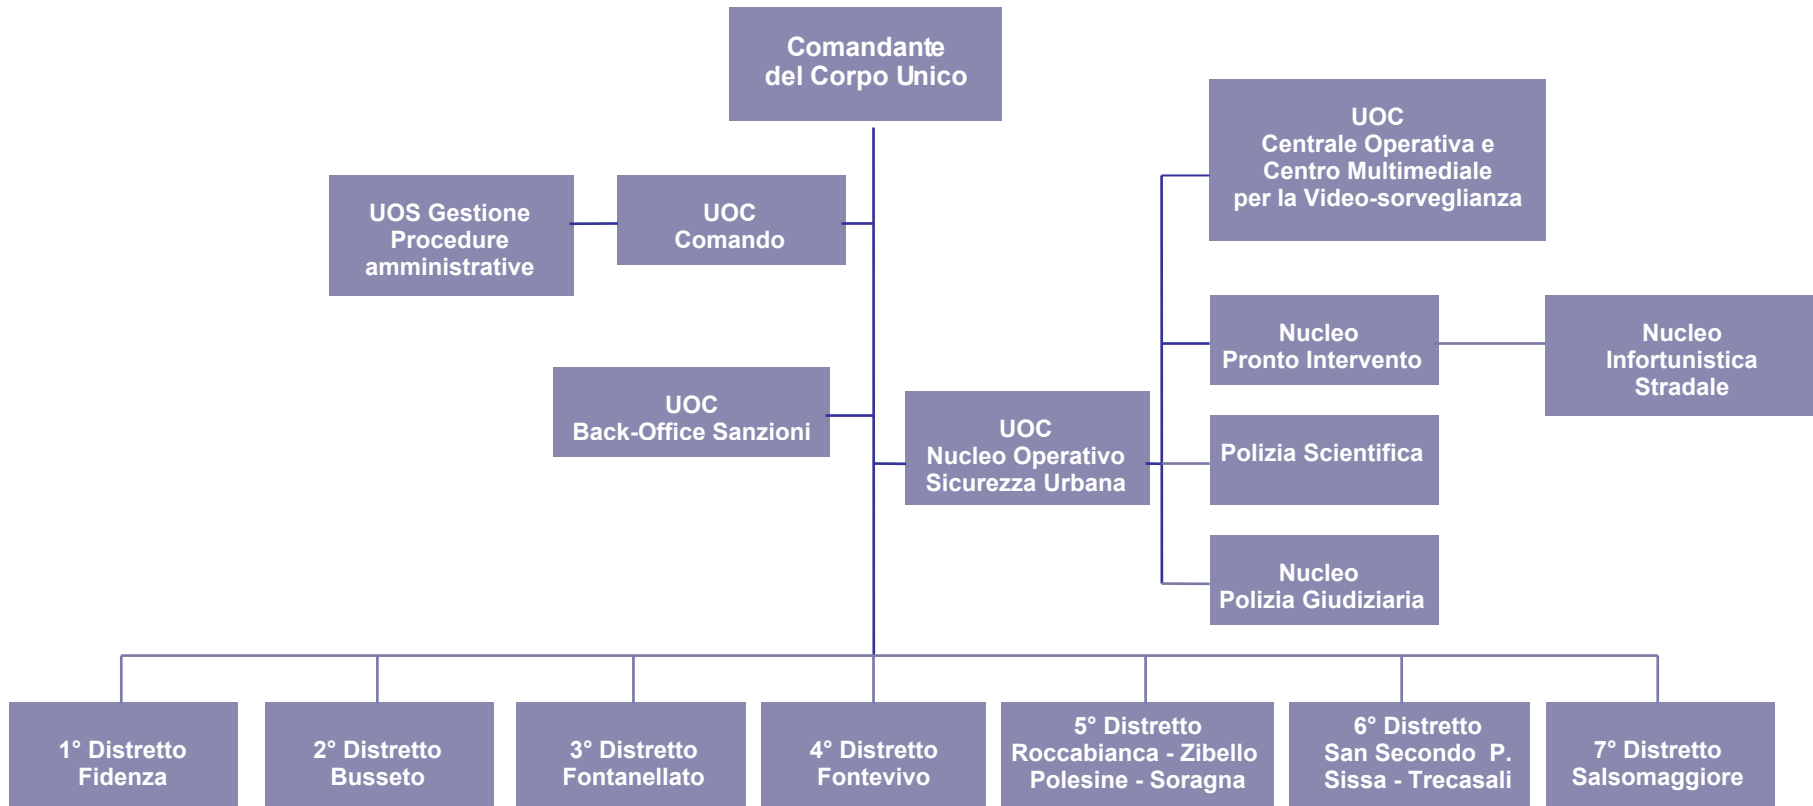 Comandante
del Corpo Unico
UOC
Centrale Operativa e
Centro Multimediale
per la Video-sorveglianza
UOS Gestione
Procedure
amministrative
UOC
Comando
Nucleo
Pronto Intervento
Nucleo
Infortunistica
Stradale
UOC
Back-Office Sanzioni
UOC
Nucleo Operativo
Sicurezza Urbana
Polizia Scientifica
Nucleo
Polizia Giudiziaria
1° Distretto
Fidenza
2° Distretto
Busseto
3° Distretto
Fontanellato
4° Distretto
Fontevivo
5° Distretto
Roccabianca - Zibello
Polesine - Soragna
6° Distretto
San Secondo P.
Sissa - Trecasali
7° Distretto
Salsomaggiore